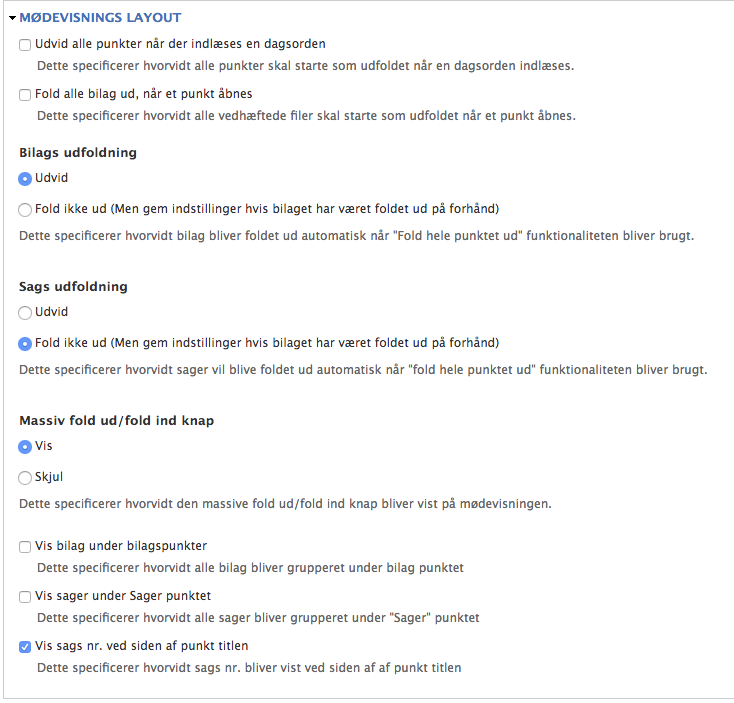 MØDEVISNINGS LAYOUT
Udvid alle punkter når der indlæses en dagsorden
Dette specificerer hvorvidt alle punkter skal starte som udfoldet når en dagsorden indlæses.
Fold alle bilag ud, når et punkt åbnes
Dette specificerer hvorvidt alle vedhæftede filer skal starte som udfoldet når et punkt åbnes.
Bilags udfoldning
Udvid
Fold ikke ud (Men gem indstillinger hvis bilaget har været foldet ud på forhånd)
Dette specificerer hvorvidt bilag bliver foldet ud automatisk når "Fold hele punktet ud" funktionaliteten bliver brugt.
Sags udfoldning
Udvid
Fold ikke ud (Men gem indstillinger hvis bilaget har været foldet ud på forhånd)
Dette specificerer hvorvidt sager vil blive foldet ud automatisk når "fold hele punktet ud" funktionaliteten bliver brugt.
Massiv fold ud/fold ind knap
Vis
Skjul
Dette specificerer hvorvidt den massive fold ud/fold ind knap bliver vist på mødevisningen.
Vis bilag under bilagspunkter
Dette specificerer hvorvidt alle bilag bliver grupperet under bilag punktet
Vis sager under Sager punktet
Dette specificerer hvorvidt alle sager bliver grupperet under "Sager" punktet
Vis sags nr. ved siden af punkt titlen
Dette specificerer hvorvidt sags nr. bliver vist ved siden af af punkt titlen